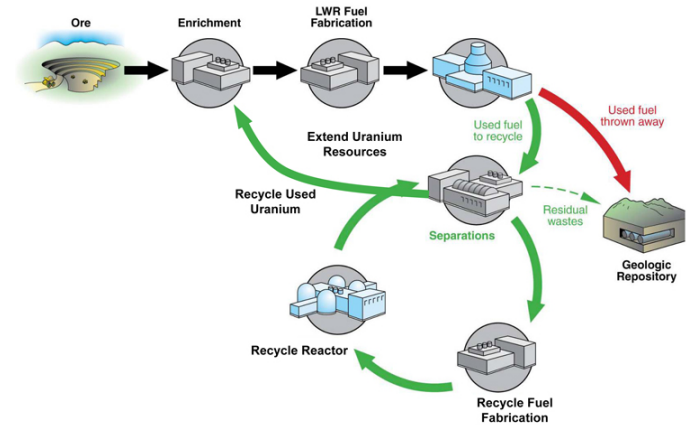 Ore
Enrichment
LWR Fuel
Fabrication
Used fuel
to recycle
Used fuel
thrown away
Extend Uranium
Resources
Recycle Used
Uranium
Separations
Residual
wastes
Geologic
Repository
Recycle Reactor
Recycle Fuel
Fabrication